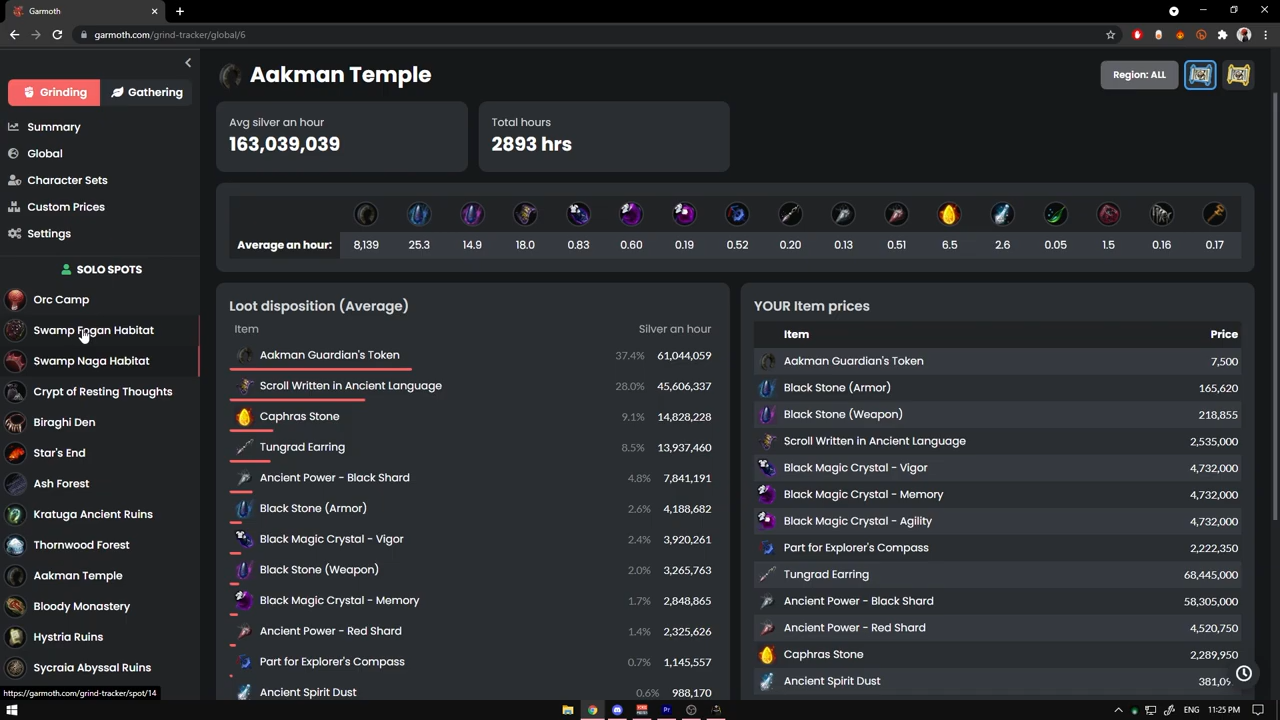 Garmoth
garmoth.com/grind-tracker/global/6
Grinding
Gathering
Summary
Global
Character Sets
Custom Prices
Settings
SOLO SPOTS
Orc Camp
Swamp Fogan Habitat
Swamp Naga Habitat
Crypt of Resting Thoughts
Biraghi Den
Star's End
Ash Forest
Kratuga Ancient Ruins
Thornwood Forest
Aakman Temple
Bloody Monastery
Hystria Ruins
Sycraia Abyssal Ruins
https://garmoth.com/grind-tracker/spot/14
Aakman Temple
Region: ALL
Avg silver an hour
163,039,039
Total hours
2893 hrs
Average an hour: 8,139 25.3 14.9 18.0 0.83 0.60 0.19 0.52 0.20 0.13 0.51 6.5 2.6 0.05 1.5 0.16 0.17
Loot disposition (Average)
Item Silver an hour
Aakman Guardian's Token 37.4% 61,044,059
Scroll Written in Ancient Language 28.0% 45,606,337
Caphras Stone 9.1% 14,828,228
Tungrad Earring 8.5% 13,937,460
Ancient Power - Black Shard 4.8% 7,841,191
Black Stone (Armor) 2.6% 4,188,682
Black Magic Crystal - Vigor 2.4% 3,920,261
Black Stone (Weapon) 2.0% 3,265,763
Black Magic Crystal - Memory 1.7% 2,848,865
Ancient Power - Red Shard 1.4% 2,325,626
Part for Explorer's Compass 0.7% 1,145,557
Ancient Spirit Dust 0.6% 988,170
YOUR Item prices
Item Price
Aakman Guardian's Token 7,500
Black Stone (Armor) 165,620
Black Stone (Weapon) 218,855
Scroll Written in Ancient Language 2,535,000
Black Magic Crystal - Vigor 4,732,000
Black Magic Crystal - Memory 4,732,000
Black Magic Crystal - Agility 4,732,000
Part for Explorer's Compass 2,222,350
Tungrad Earring 68,445,000
Ancient Power - Black Shard 58,305,000
Ancient Power - Red Shard 4,520,750
Caphras Stone 2,289,950
Ancient Spirit Dust
ENG 11:25 PM